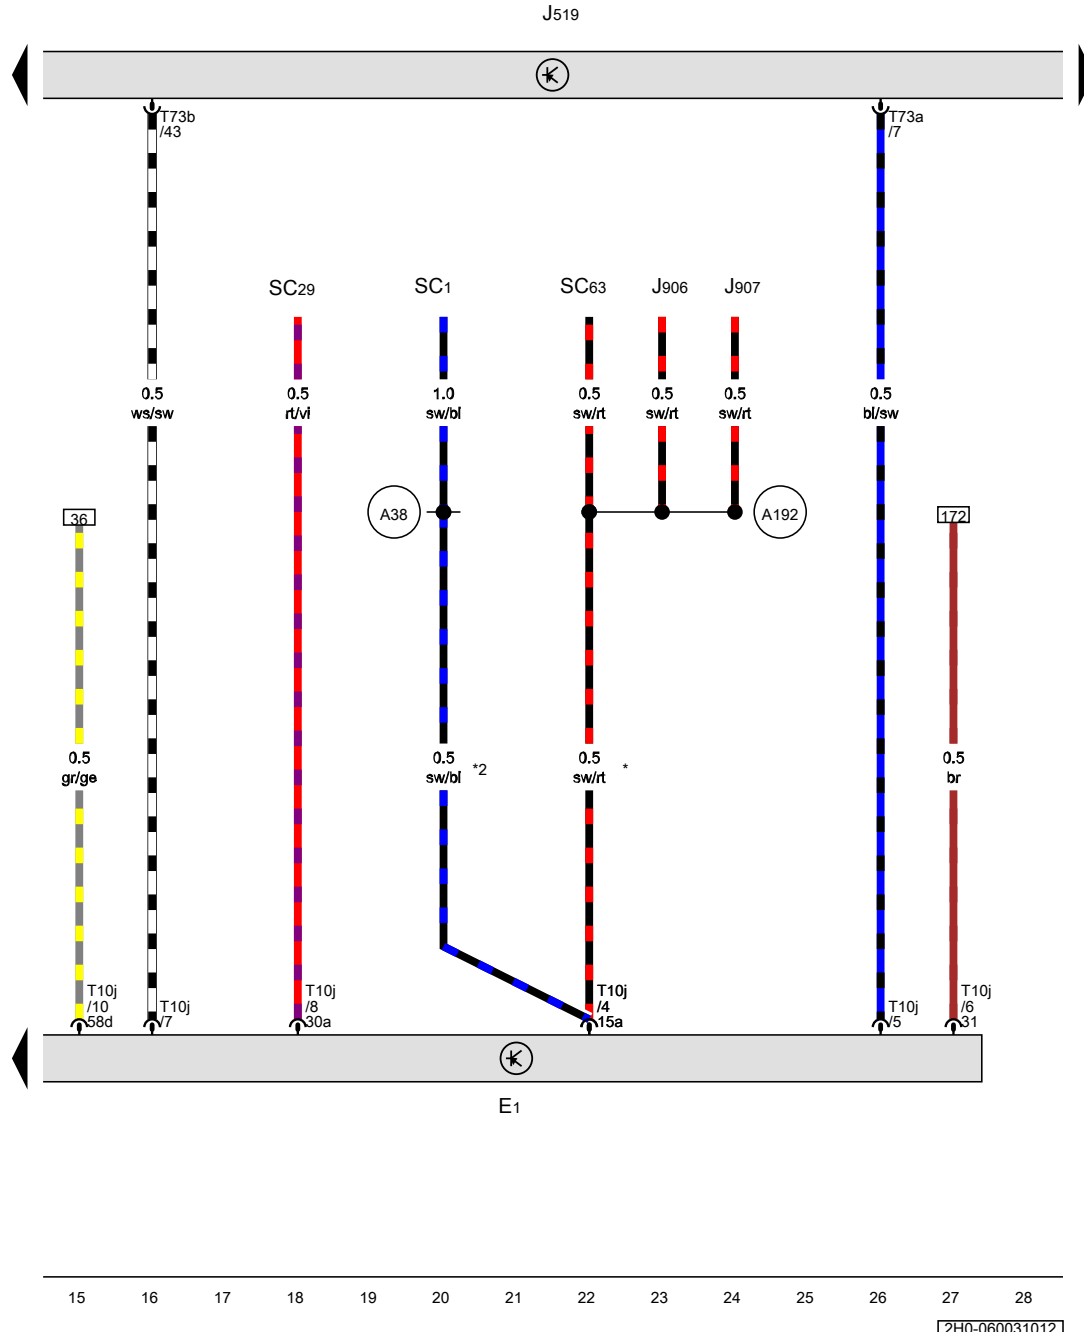 J519
T73b
/43
T73a
/7
SC29
SC1
SC63
J906
J907
0.5
ws/sw
0.5
rt/vi
1.0
sw/bl
0.5
sw/rt
0.5
sw/rt
0.5
sw/rt
0.5
bl/sw
36
A38
A192
172
0.5
gr/ge
0.5
sw/bl
*2
0.5
sw/rt
*
0.5
br
T10j
/10
58d
T10j
/7
T10j
/8
30a
T10j
/4
15a
T10j
/5
T10j
/6
31
E1
15 16 17 18 19 20 21 22 23 24 25 26 27 28
2H0-060031012